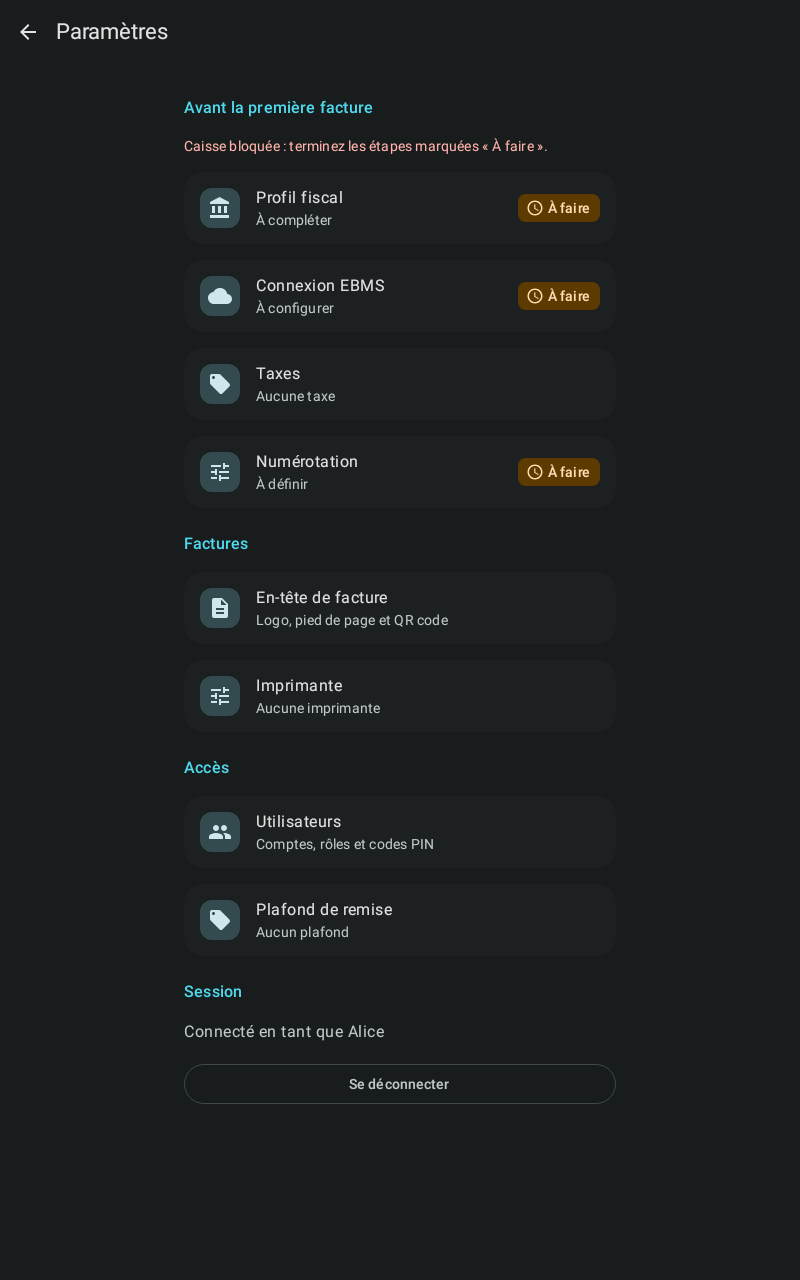 Paramètres
Avant la première facture
Caisse bloquée : terminez les étapes marquées « À faire ».
Profil fiscal
À compléter
À faire
Connexion EBMS
À configurer
À faire
Taxes
Aucune taxe
Numérotation
À définir
À faire
Factures
En-tête de facture
Logo, pied de page et QR code
Imprimante
Aucune imprimante
Accès
Utilisateurs
Comptes, rôles et codes PIN
Plafond de remise
Aucun plafond
Session
Connecté en tant que Alice
Se déconnecter